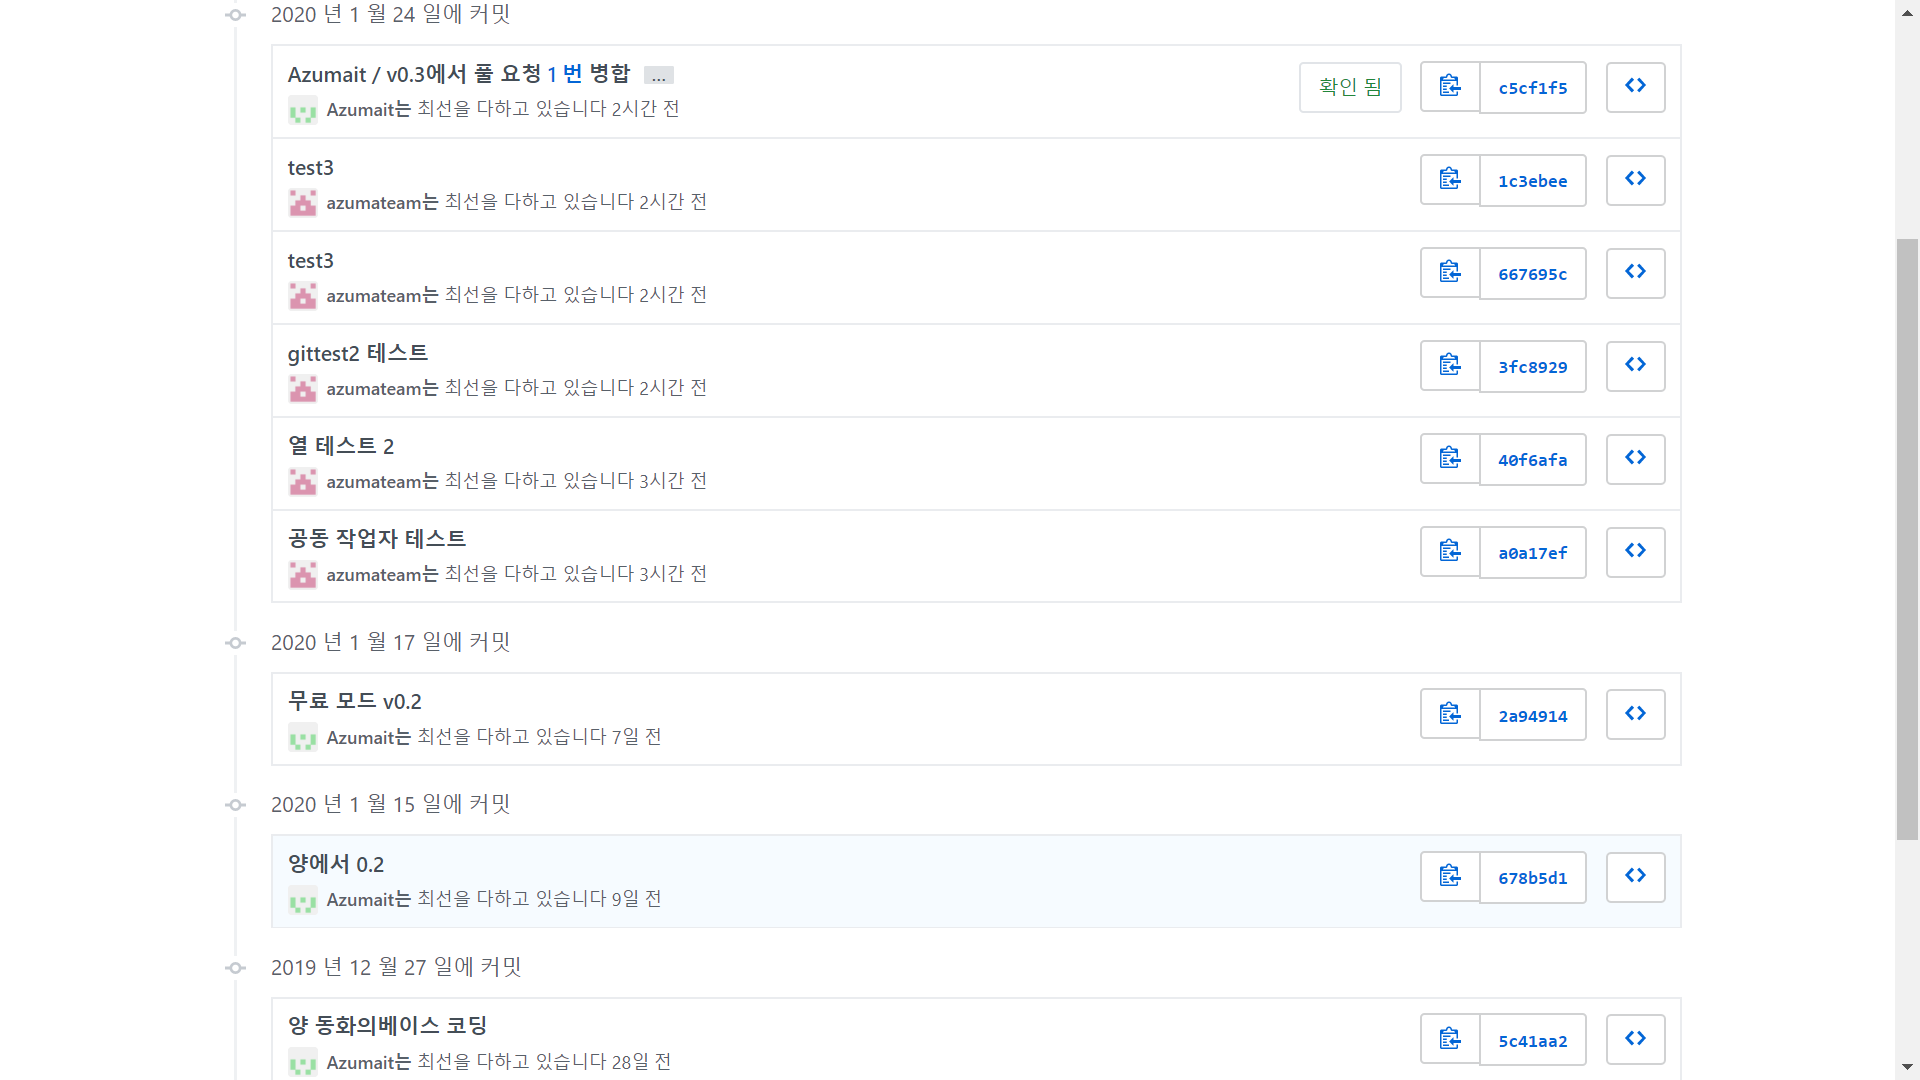 2020 년 1 월 24 일에 커밋
Azumait / v0.3에서 풀 요청 1 번 병합 ...
Azumait는 최선을 다하고 있습니다 2시간 전
확인 됨
c5cf1f5
test3
azumateam는 최선을 다하고 있습니다 2시간 전
1c3ebee
test3
azumateam는 최선을 다하고 있습니다 2시간 전
667695c
gittest2 테스트
azumateam는 최선을 다하고 있습니다 2시간 전
3fc8929
열 테스트 2
azumateam는 최선을 다하고 있습니다 3시간 전
40f6afa
공동 작업자 테스트
azumateam는 최선을 다하고 있습니다 3시간 전
a0a17ef
2020 년 1 월 17 일에 커밋
무료 모드 v0.2
Azumait는 최선을 다하고 있습니다 7일 전
2a94914
2020 년 1 월 15 일에 커밋
양에서 0.2
Azumait는 최선을 다하고 있습니다 9일 전
678b5d1
2019 년 12 월 27 일에 커밋
양 동화의베이스 코딩
Azumait는 최선을 다하고 있습니다 28일 전
5c41aa2